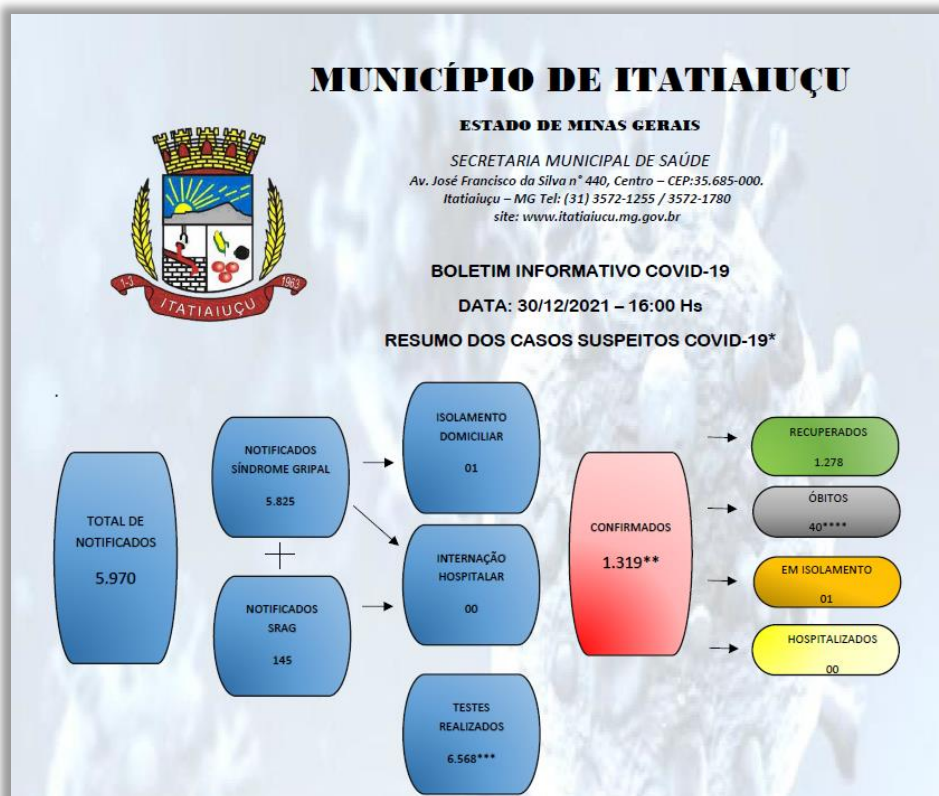 MUNICÍPIO DE ITATIAIUÇU
ESTADO DE MINAS GERAIS
SECRETARIA MUNICIPAL DE SAÚDE
Av. José Francisco da Silva n° 440, Centro – CEP:35.685-000.
Itatiaiuçu – MG Tel: (31) 3572-1255 / 3572-1780
site: www.itatiaiucu.mg.gov.br
1-3 ITATIAIUÇU 1963
BOLETIM INFORMATIVO COVID-19
DATA: 30/12/2021 – 16:00 Hs
RESUMO DOS CASOS SUSPEITOS COVID-19*
TOTAL DE
NOTIFICADOS
5.970
NOTIFICADOS
SÍNDROME GRIPAL
5.825
NOTIFICADOS
SRAG
145
ISOLAMENTO
DOMICILIAR
01
INTERNAÇÃO
HOSPITALAR
00
TESTES
REALIZADOS
6.568***
CONFIRMADOS
1.319**
RECUPERADOS
1.278
ÓBITOS
40****
EM ISOLAMENTO
01
HOSPITALIZADOS
00